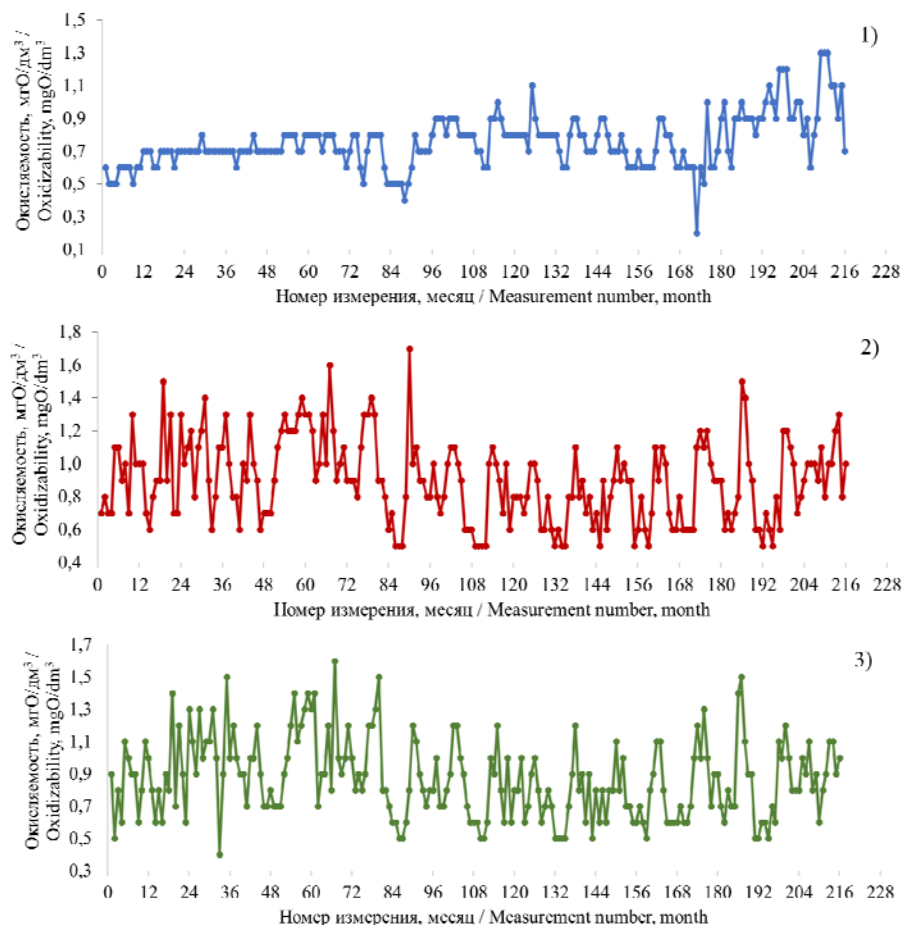 1)
Окисляемость, мгО/дм³ /
Oxidizability, mgO/dm³
1,5
1,3
1,1
0,9
0,7
0,5
0,3
0,1
0 12 24 36 48 60 72 84 96 108 120 132 144 156 168 180 192 204 216 228
Номер измерения, месяц / Measurement number, month
2)
Окисляемость, мгО/дм³ /
Oxidizability, mgO/dm³
1,8
1,6
1,4
1,2
1,0
0,8
0,6
0,4
0 12 24 36 48 60 72 84 96 108 120 132 144 156 168 180 192 204 216 228
Номер измерения, месяц / Measurement number, month
3)
Окисляемость, мгО/дм³ /
Oxidizability, mgO/dm³
1,7
1,5
1,3
1,1
0,9
0,7
0,5
0,3
0 12 24 36 48 60 72 84 96 108 120 132 144 156 168 180 192 204 216 228
Номер измерения, месяц / Measurement number, month